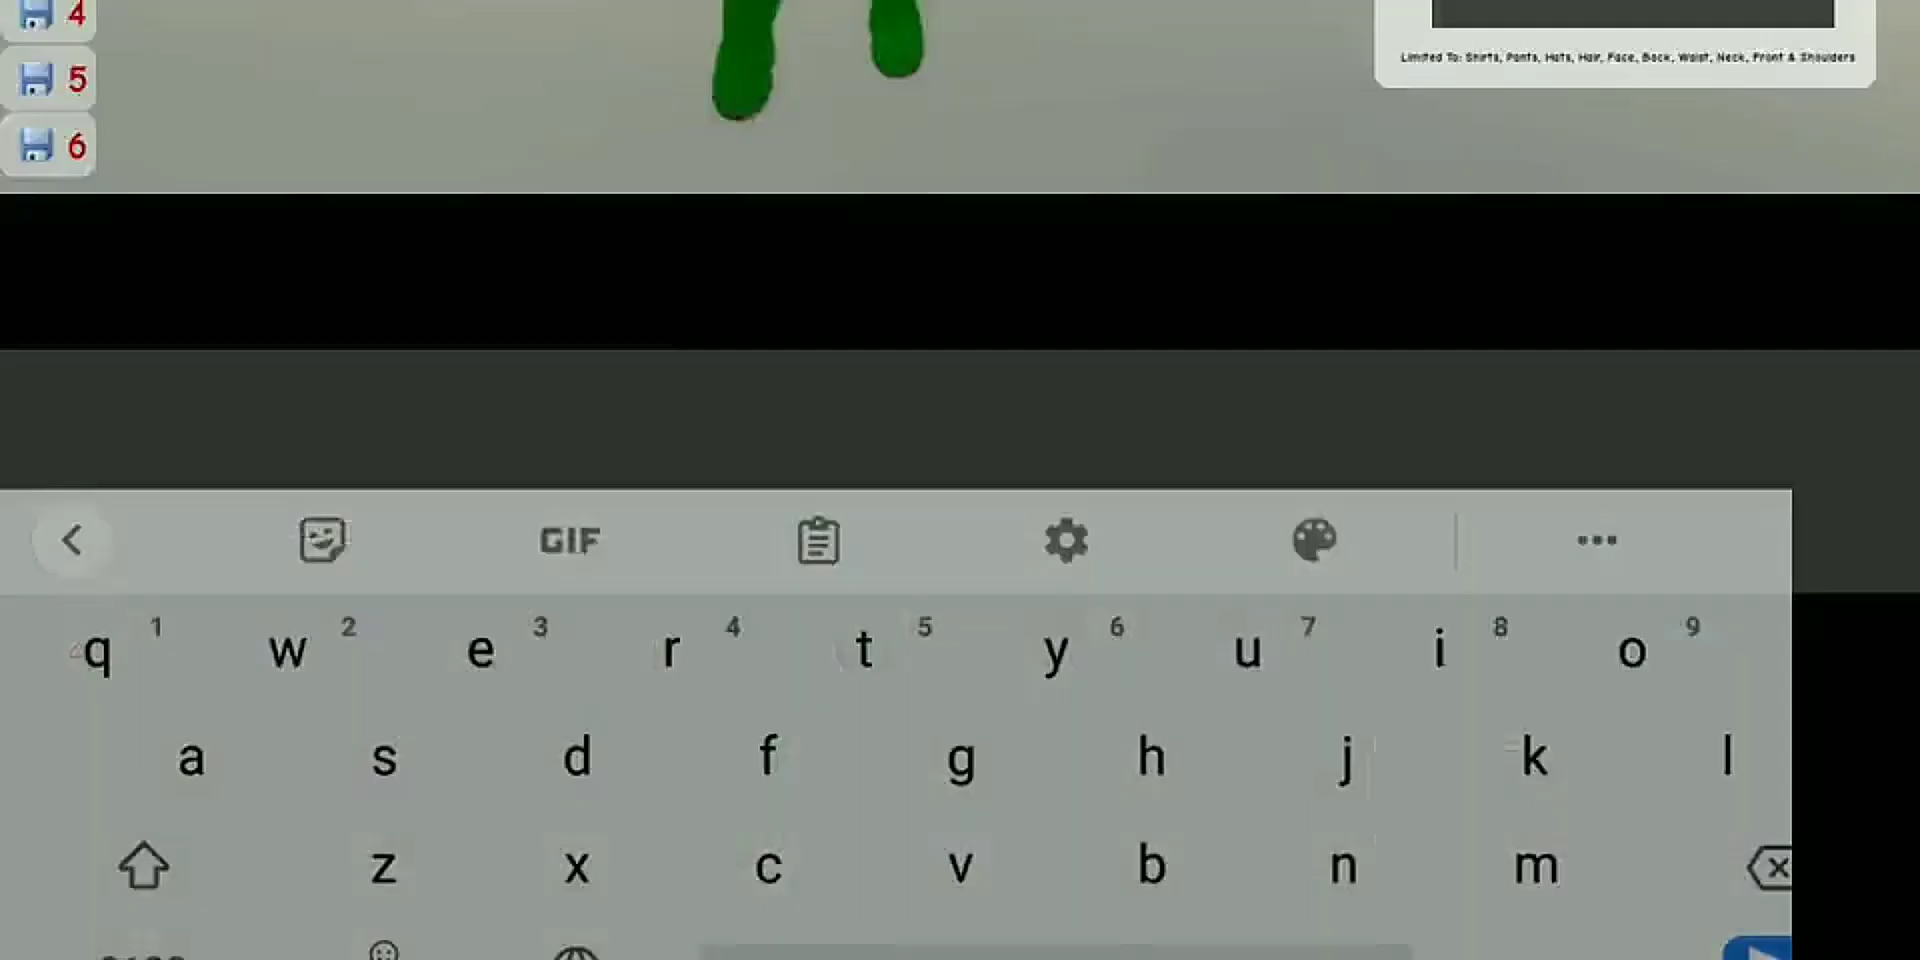 4
5
6
Limited To: Shirts, Pants, Hats, Hair, Face, Back, Waist, Neck, Front & Shoulders
GIF
q 1 w 2 e 3 r 4 t 5 y 6 u 7 i 8 o 9
a s d f g h j k l
z x c v b n m